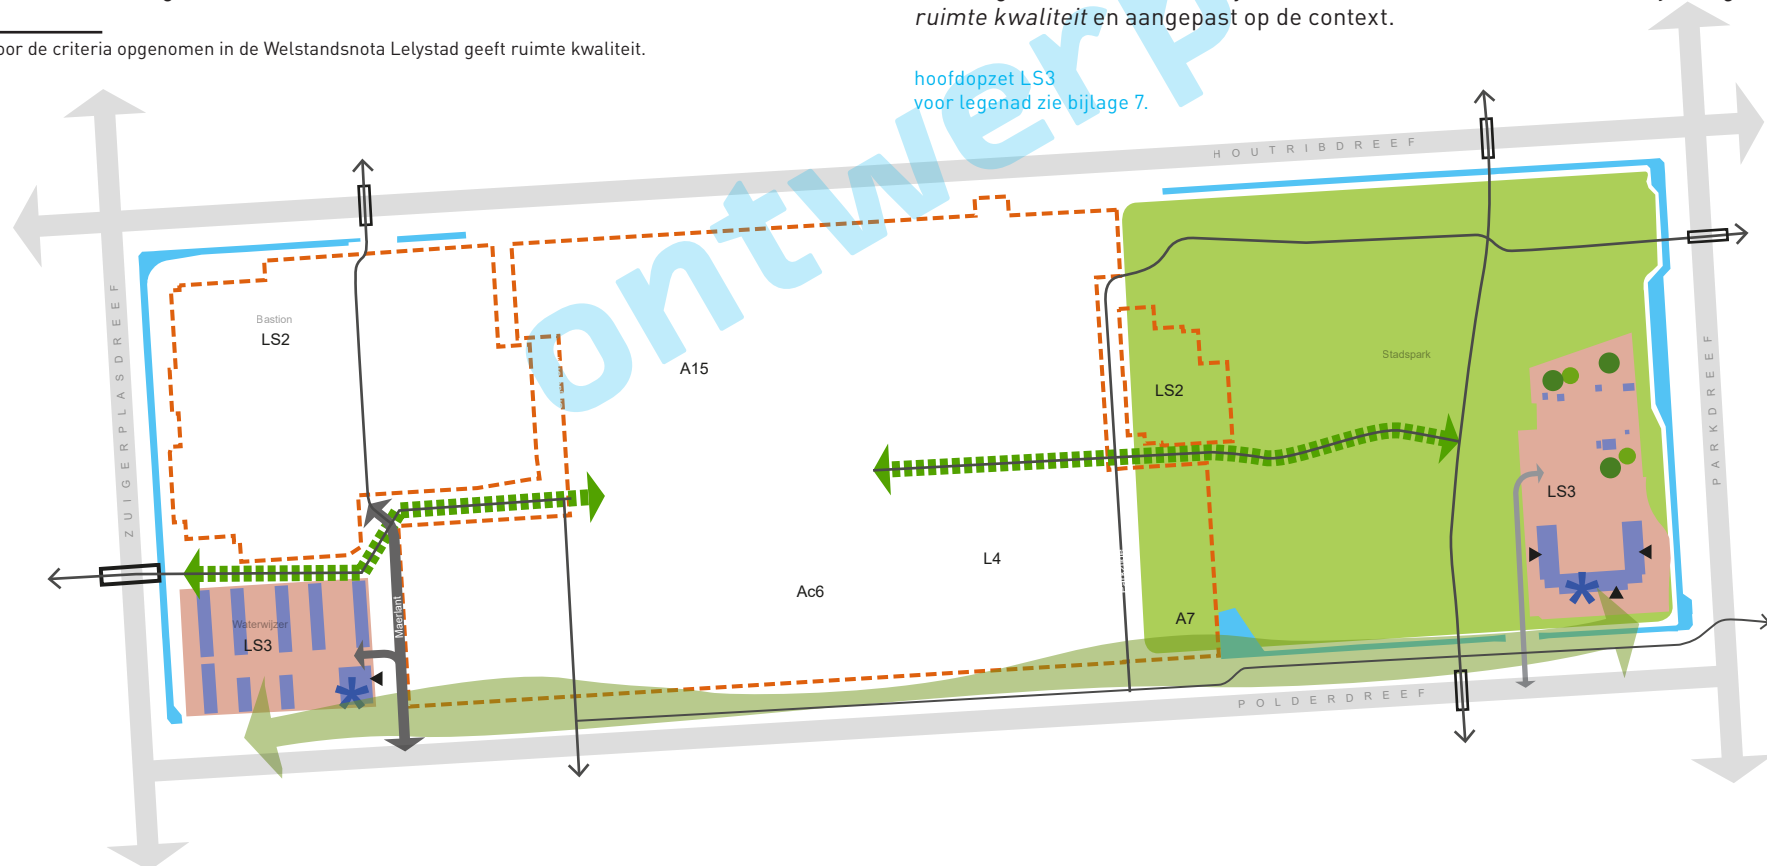 ruimte kwaliteit en aangepast op de context.
oor de criteria opgenomen in de Welstandsnota Lelystad geeft ruimte kwaliteit.
hoofdopzet LS3
voor legenad zie bijlage 7.
ontwerp
HOUTRIBDREEF
ZUIGERPLASDREEF
Bastion
LS2
A15
Stadspark
LS2
PARKDREEF
LS3
L4
Ac6
A7
Maerlant
Waterwijzer
LS3
POLDERDREEF